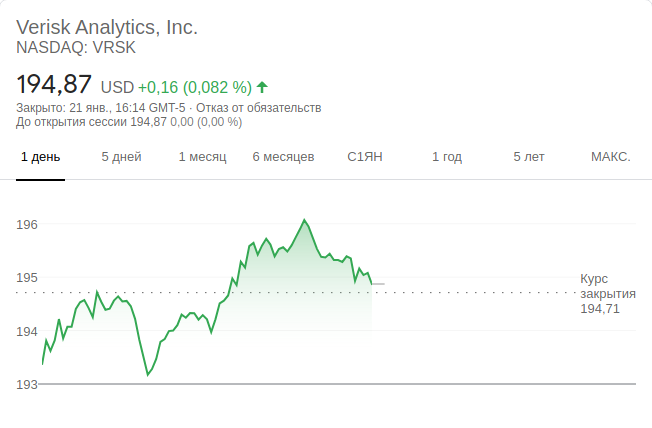 Verisk Analytics, Inc.
NASDAQ: VRSK
194,87 USD +0,16 (0,082 %)
Закрыто: 21 янв., 16:14 GMT-5 · Отказ от обязательств
До открытия сессии 194,87 0,00 (0,00 %)
1 день 5 дней 1 месяц 6 месяцев С1ЯН 1 год 5 лет МАКС.
196
195
Курс
закрытия
194,71
194
193